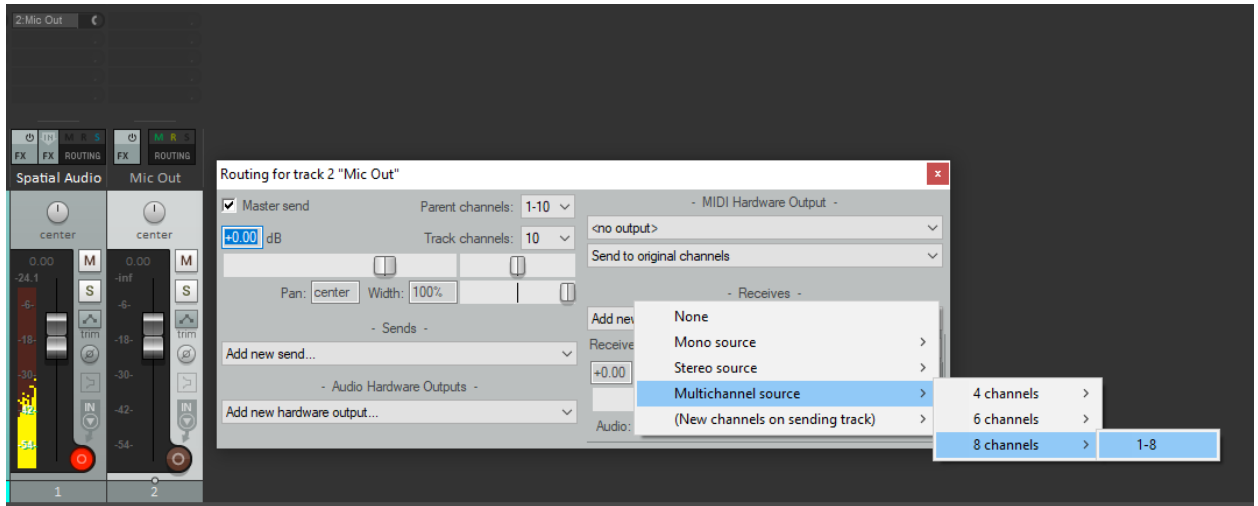 2:Mic Out
IN M R S
FX FX ROUTING
M R S
FX ROUTING
Spatial Audio
Mic Out
center
center
0.00
M
0.00
M
-24.1
-inf
S
S
-6-
-6-
trim
trim
-18-
-18-
-30-
-30-
-42-
IN
-42-
IN
-54-
-54-
1
2
Routing for track 2 "Mic Out"
x
Master send
Parent channels: 1-10
+0.00 dB
Track channels: 10
Pan: center Width: 100%
- Sends -
Add new send...
- Audio Hardware Outputs -
Add new hardware output...
- MIDI Hardware Output -
<no output>
Send to original channels
- Receives -
Add new
Receive
+0.00
Audio:
None
Mono source
Stereo source
Multichannel source
(New channels on sending track)
4 channels
6 channels
8 channels
1-8